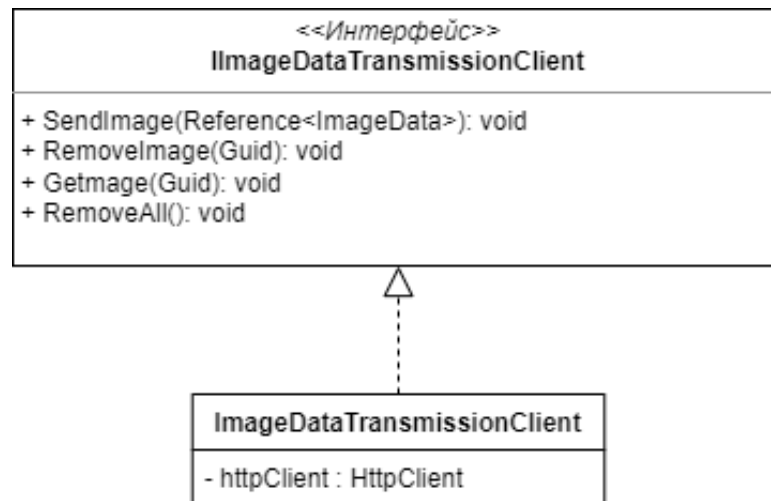 <<Интерфейс>>
IImageDataTransmissionClient
+ SendImage(Reference<ImageData>): void
+ RemoveImage(Guid): void
+ Getmage(Guid): void
+ RemoveAll(): void
ImageDataTransmissionClient
- httpClient : HttpClient